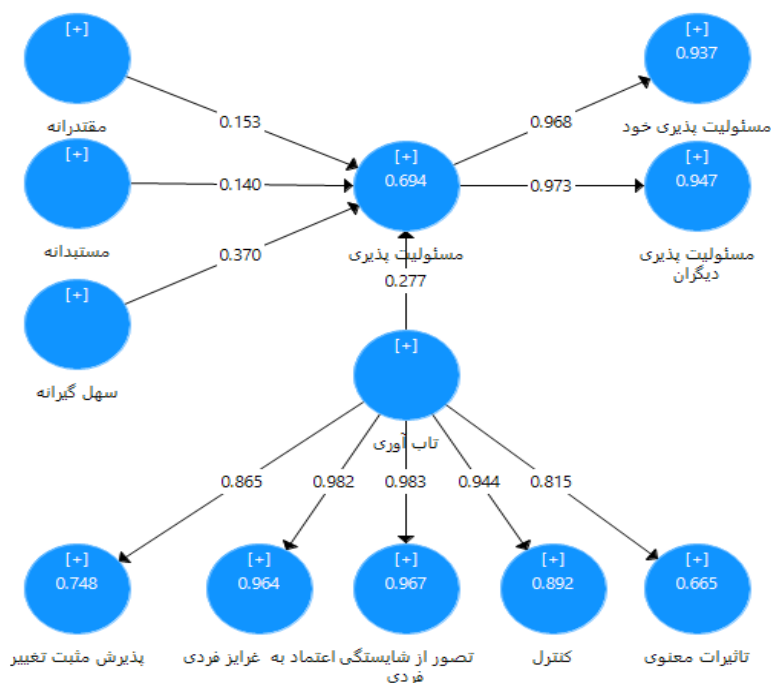 [+]
مقتدرانه
[+]
مستبدانه
[+]
سهل گیرانه
0.153
0.140
0.370
[+]
0.694
مسئولیت پذیری
0.968
0.973
[+]
0.937
مسئولیت پذیری خود
[+]
0.947
مسئولیت پذیری
دیگران
0.277
[+]
تاب آوری
0.865
0.982
0.983
0.944
0.815
[+]
0.748
پذیرش مثبت تغییر
[+]
0.964
اعتماد به غرایز فردی
[+]
0.967
تصور از شایستگی
فردی
[+]
0.892
کنترل
[+]
0.665
تاثیرات معنوی